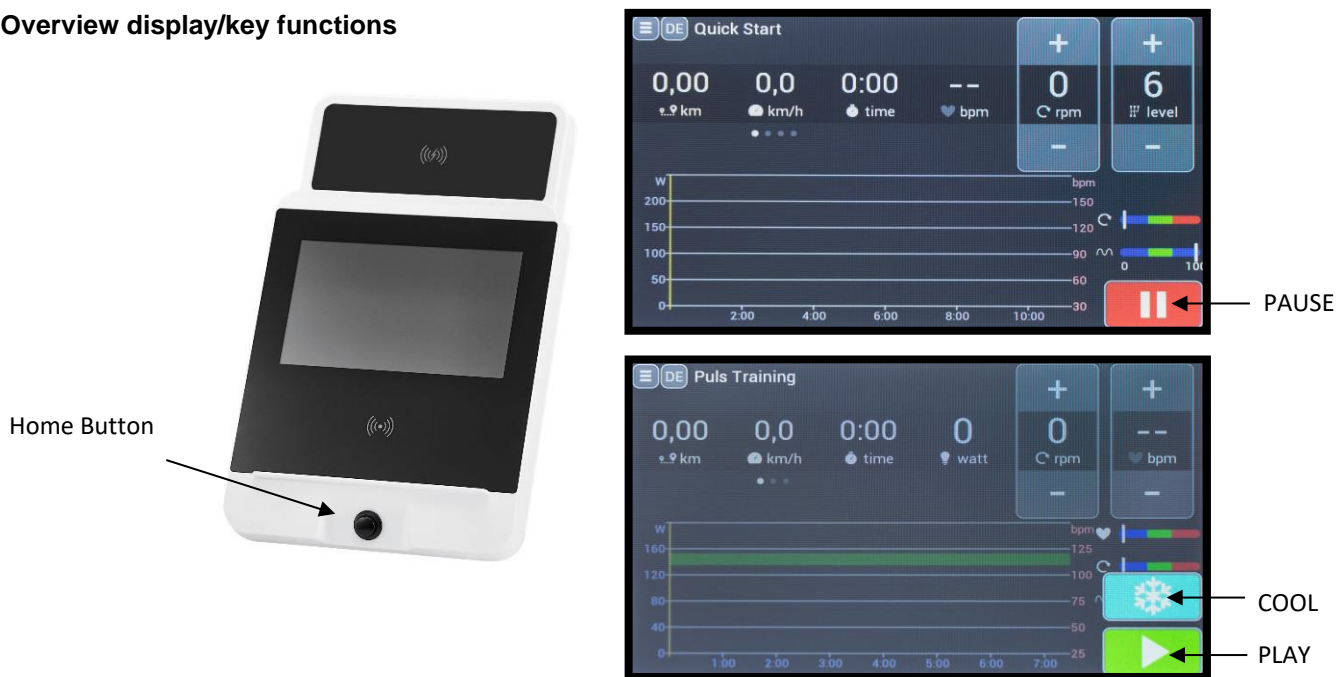 Overview display/key functions
Home Button
DE Quick Start
+ +
0,00 0,0 0:00 -- 0 6
km km/h time bpm rpm level
- -
W bpm
200 150
150 120
100 90
0 100
50 60
0 30
2:00 4:00 6:00 8:00 10:00
PAUSE
DE Puls Training
+ +
0,00 0,0 0:00 0 0 --
km km/h time watt rpm bpm
- -
W bpm
160 125
120 100
80 75
40 50
0 25
1:00 2:00 3:00 4:00 5:00 6:00 7:00
COOL
PLAY